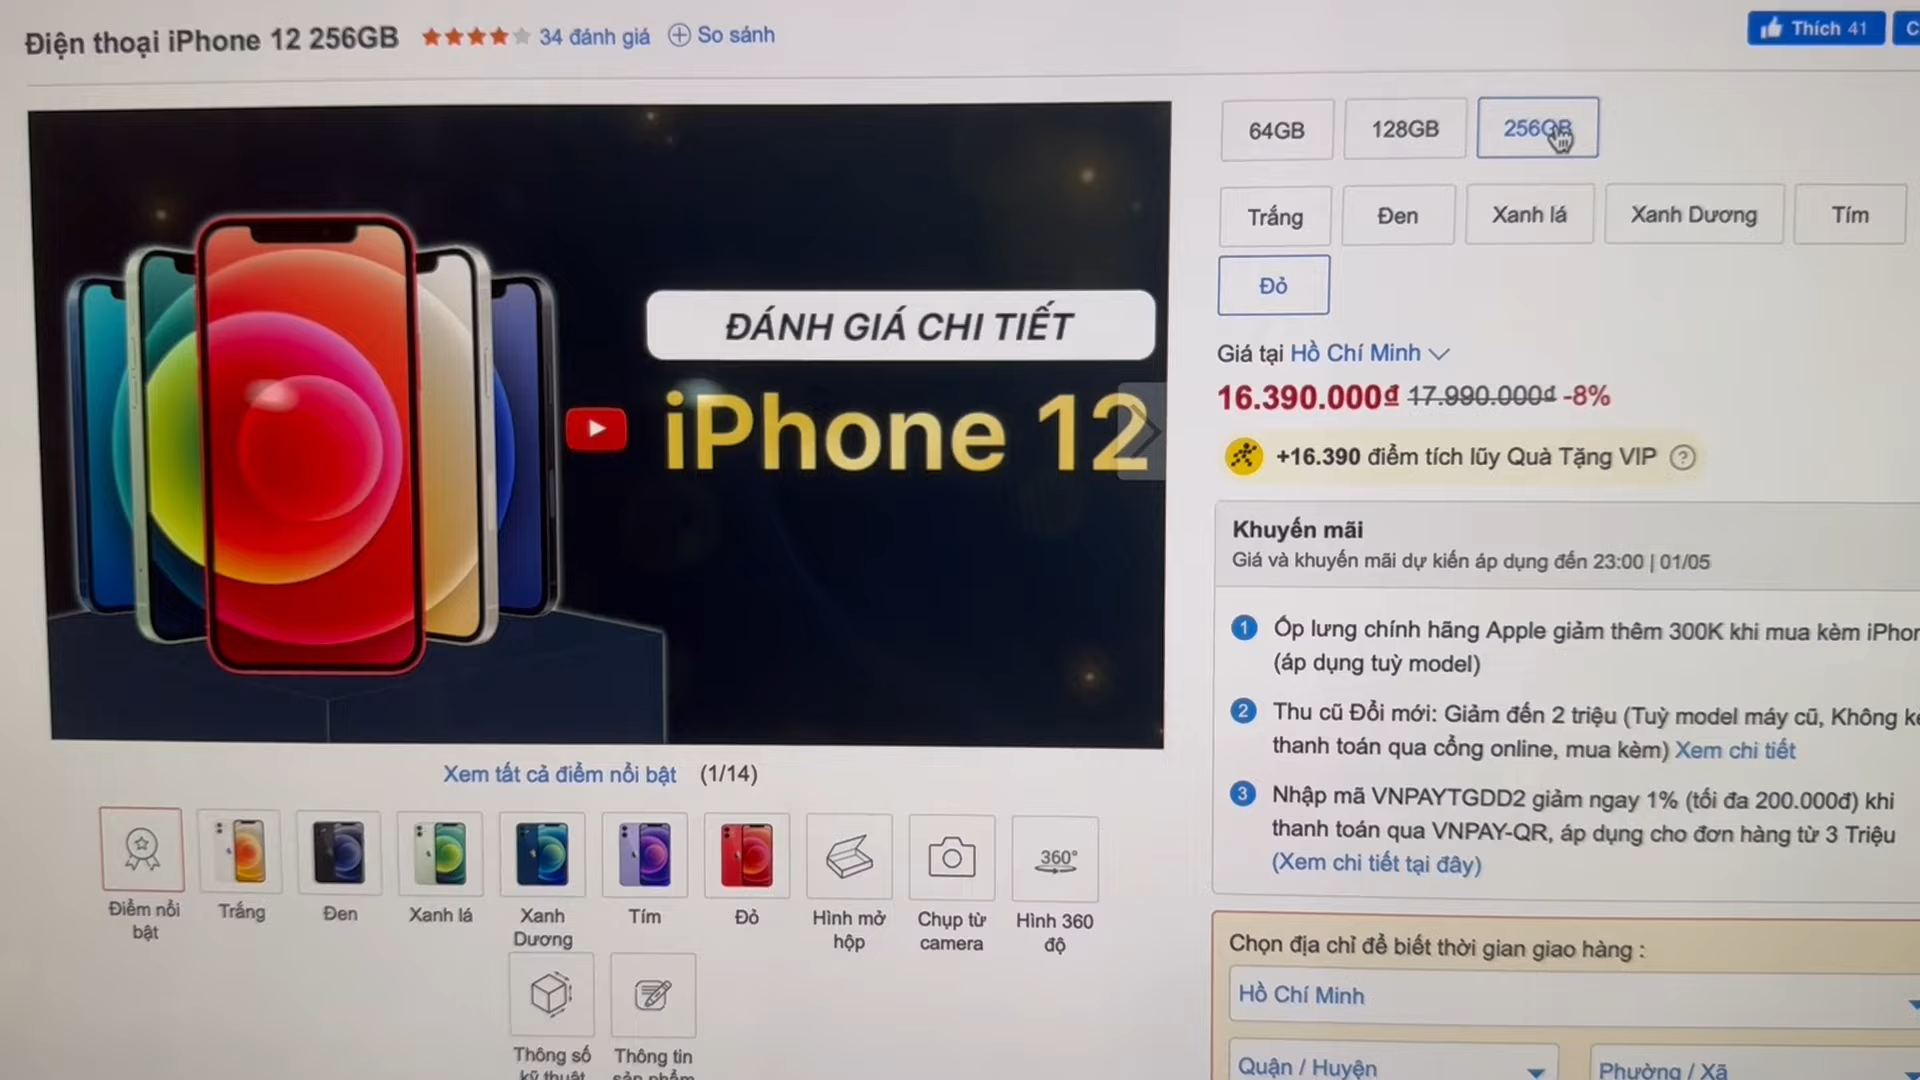 Điện thoại iPhone 12 256GB 34 đánh giá So sánh
Thích 41
64GB 128GB 256GB
Trắng Đen Xanh lá Xanh Dương Tím
Đỏ
ĐÁNH GIÁ CHI TIẾT
iPhone 12
Giá tại Hồ Chí Minh
16.390.000₫ 17.990.000₫ -8%
+16.390 điểm tích lũy Quà Tặng VIP ?
Khuyến mãi
Giá và khuyến mãi dự kiến áp dụng đến 23:00 | 01/05
1 Ốp lưng chính hãng Apple giảm thêm 300K khi mua kèm
(áp dụng tuỳ model)
2 Thu cũ Đổi mới: Giảm đến 2 triệu (Tuỳ model máy cũ, Không
thanh toán qua cổng online, mua kèm) Xem chi tiết
3 Nhập mã VNPAYTGDD2 giảm ngay 1% (tối đa 200.000đ) khi
thanh toán qua VNPAY-QR, áp dụng cho đơn hàng từ 3 Triệu
(Xem chi tiết tại đây)
Xem tất cả điểm nổi bật (1/14)
360°
Điểm nổi bật
Trắng
Đen
Xanh lá
Xanh Dương
Tím
Đỏ
Hình mở hộp
Chụp từ camera
Hình 360 độ
Thông số kỹ thuật
Thông tin sản phẩm
Chọn địa chỉ để biết thời gian giao hàng :
Hồ Chí Minh
Quận / Huyện Phường / Xã